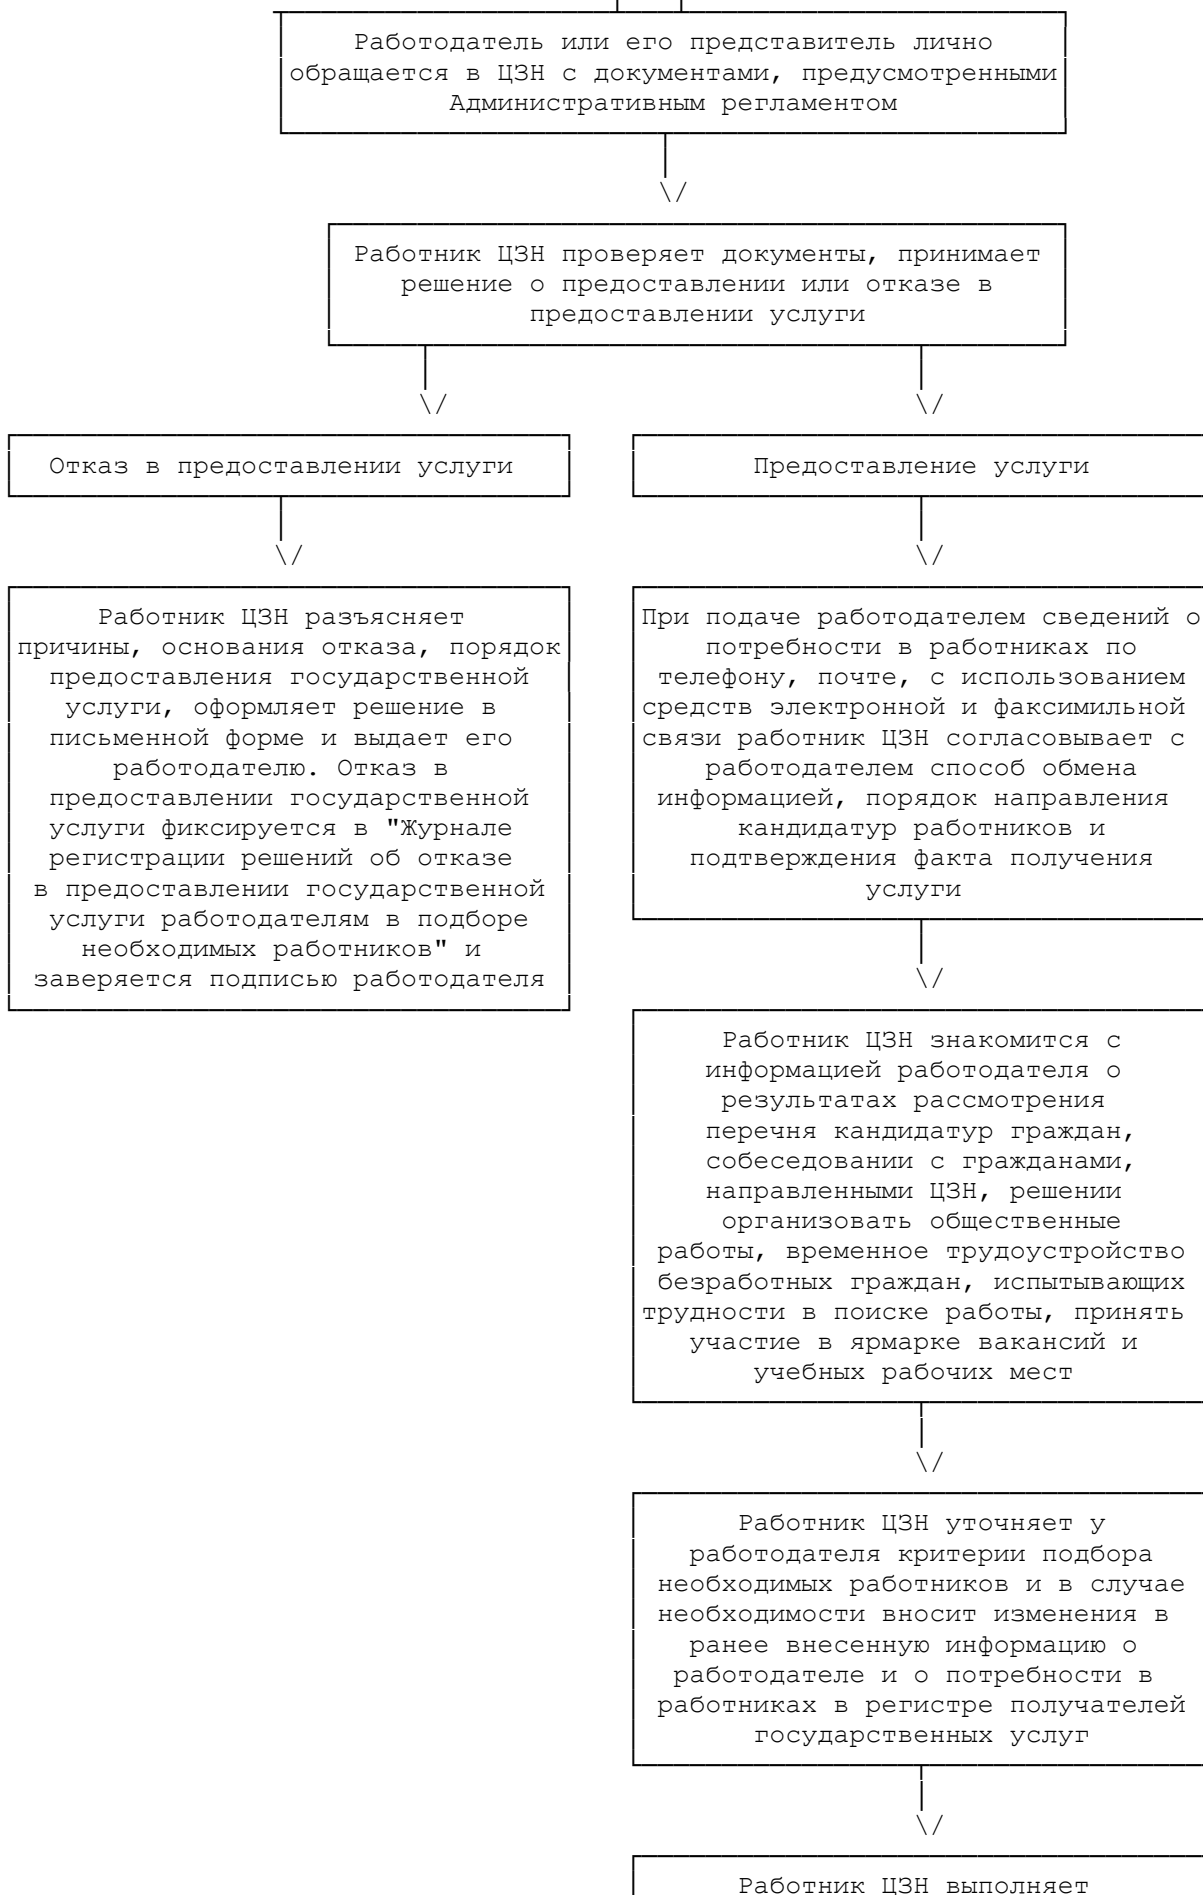 Работодатель или его представитель лично
обращается в ЦЗН с документами, предусмотренными
Административным регламентом
\/
Работник ЦЗН проверяет документы, принимает
решение о предоставлении или отказе в
предоставлении услуги
\/
\/
Отказ в предоставлении услуги
\/
Работник ЦЗН разъясняет
причины, основания отказа, порядок
предоставления государственной
услуги, оформляет решение в
письменной форме и выдает его
работодателю. Отказ в
предоставлении государственной
услуги фиксируется в "Журнале
регистрации решений об отказе
в предоставлении государственной
услуги работодателям в подборе
необходимых работников" и
заверяется подписью работодателя
Предоставление услуги
\/
При подаче работодателем сведений о
потребности в работниках по
телефону, почте, с использованием
средств электронной и факсимильной
связи работник ЦЗН согласовывает с
работодателем способ обмена
информацией, порядок направления
кандидатур работников и
подтверждения факта получения
услуги
\/
Работник ЦЗН знакомится с
информацией работодателя о
результатах рассмотрения
перечня кандидатур граждан,
собеседовании с гражданами,
направленными ЦЗН, решении
организовать общественные
работы, временное трудоустройство
безработных граждан, испытывающих
трудности в поиске работы, принять
участие в ярмарке вакансий и
учебных рабочих мест
\/
Работник ЦЗН уточняет у
работодателя критерии подбора
необходимых работников и в случае
необходимости вносит изменения в
ранее внесенную информацию о
работодателе и о потребности в
работниках в регистре получателей
государственных услуг
\/
Работник ЦЗН выполняет